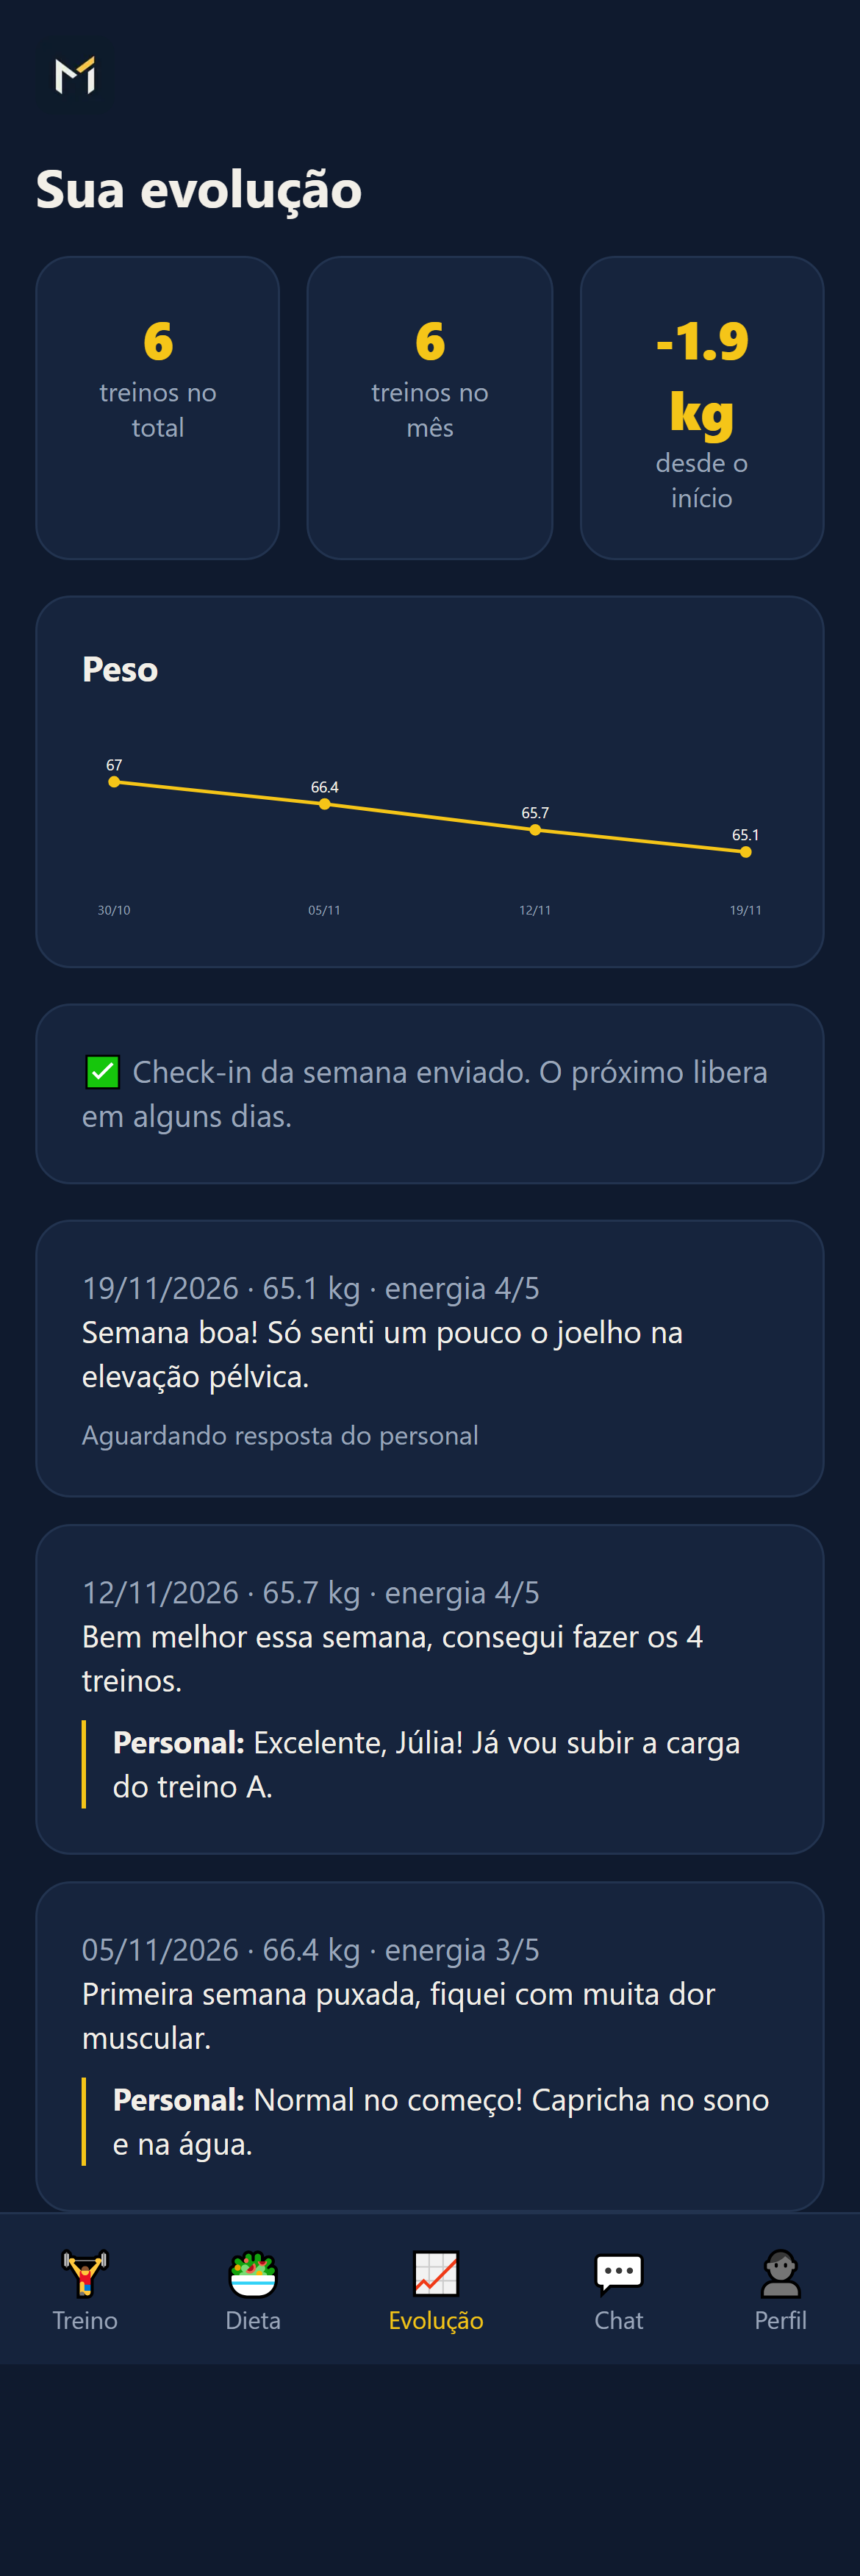 M
Sua evolução
6
treinos no
total
6
treinos no
mês
-1.9
kg
desde o
início
Peso
67
66.4
65.7
65.1
30/10
05/11
12/11
19/11
Check-in da semana enviado. O próximo libera
em alguns dias.
19/11/2026 · 65.1 kg · energia 4/5
Semana boa! Só senti um pouco o joelho na
elevação pélvica.
Aguardando resposta do personal
12/11/2026 · 65.7 kg · energia 4/5
Bem melhor essa semana, consegui fazer os 4
treinos.
Personal: Excelente, Júlia! Já vou subir a carga
do treino A.
05/11/2026 · 66.4 kg · energia 3/5
Primeira semana puxada, fiquei com muita dor
muscular.
Personal: Normal no começo! Capricha no sono
e na água.
Treino
Dieta
Evolução
Chat
Perfil